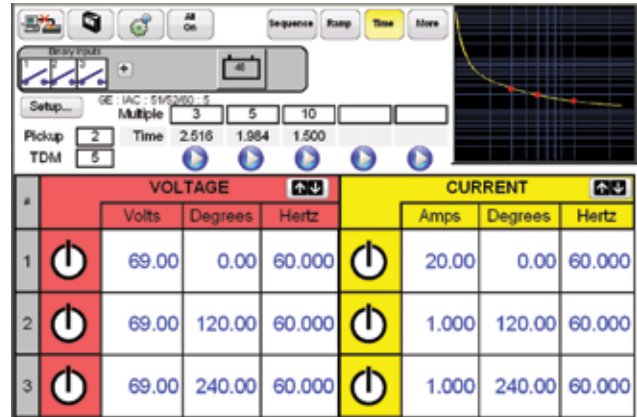 All On Sequence Ramp Time More
Binary Inputs
1 2 3 + 48
Setup... GE : IAC : 51/52/60 : 5
Multiple 3 5 10
Pickup 2 Time 2.516 1.984 1.500
TDM 5
# VOLTAGE CURRENT
Volts Degrees Hertz Amps Degrees Hertz
1 69.00 0.00 60.000 20.00 0.00 60.000
2 69.00 120.00 60.000 1.000 120.00 60.000
3 69.00 240.00 60.000 1.000 240.00 60.000